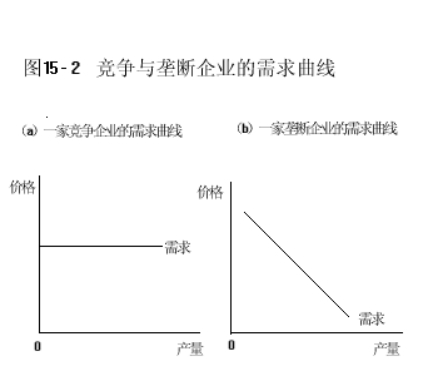 图15-2 竞争与垄断企业的需求曲线
(a) 一家竞争企业的需求曲线
(b) 一家垄断企业的需求曲线
价格
需求
0
产量
价格
需求
0
产量